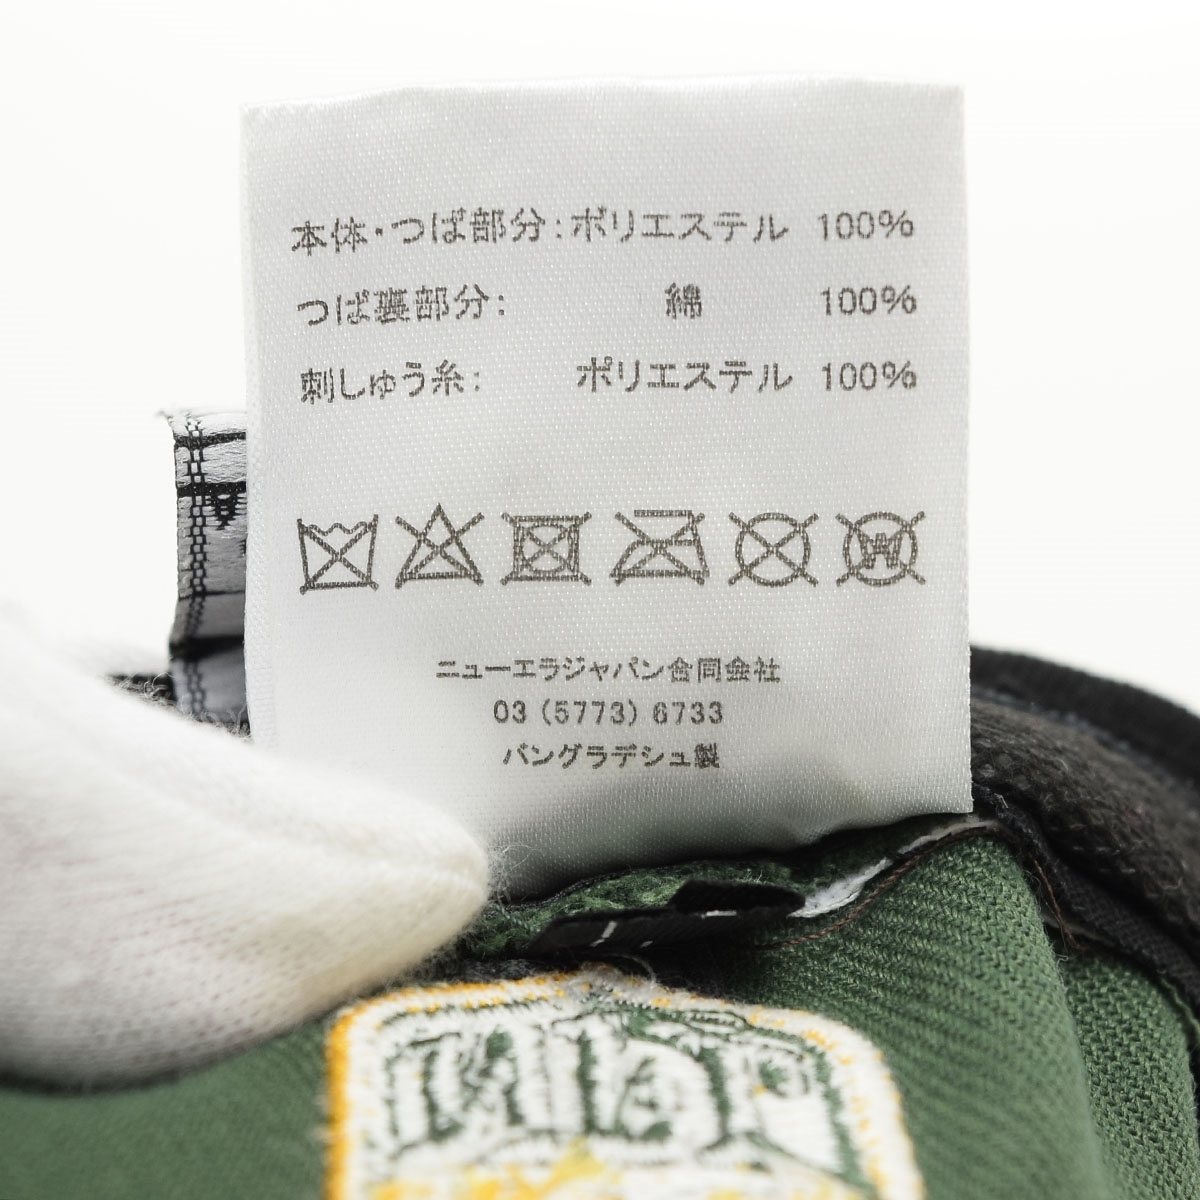 本体・つば部分:ポリエステル 100%
つば裏部分: 綿 100%
刺しゅう糸: ポリエステル 100%
ニューエラジャパン合同会社
03 (5773) 6733
バングラデシュ製